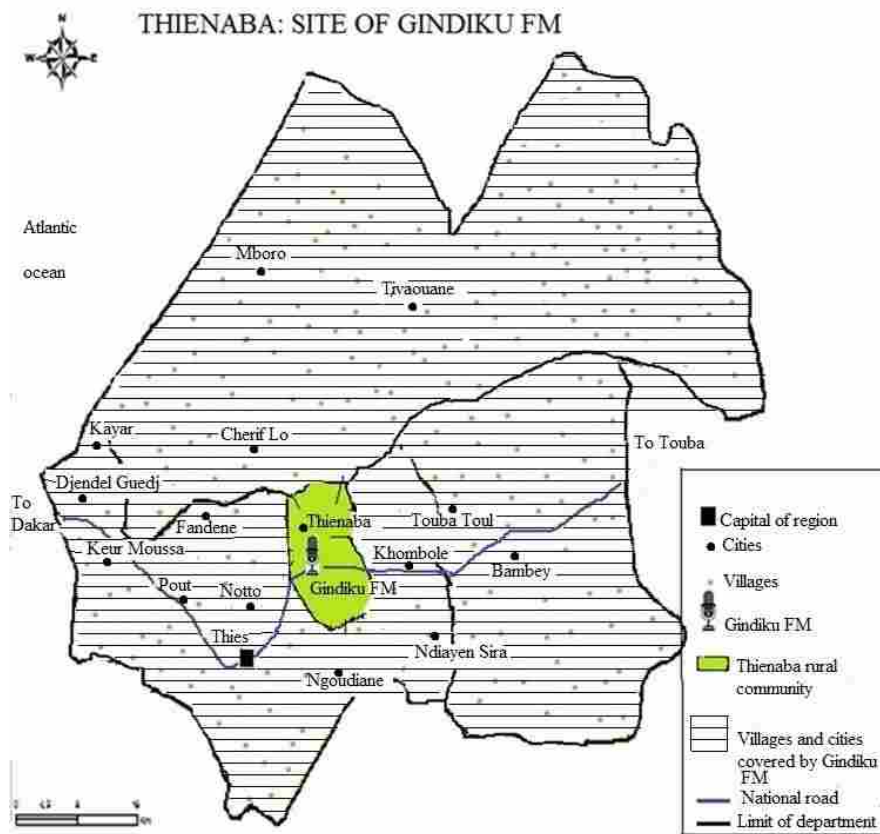 THIENABA: SITE OF GINDIKU FM
N
W
E
S
Atlantic
ocean
Mboro
Tivaouane
Kayar
Cherif Lo
To Touba
Djendel Guedj
To
Dakar
Fandene
Thienaba
Touba Toul
Keur Moussa
Khombole
Bambey
Pout
Notto
Gindiku FM
Thies
Ndiayen Sira
Ngoudiane
Capital of region
Cities
Villages
Gindiku FM
Thienaba rural
community
Villages and cities
covered by Gindiku
FM
National road
Limit of department
0